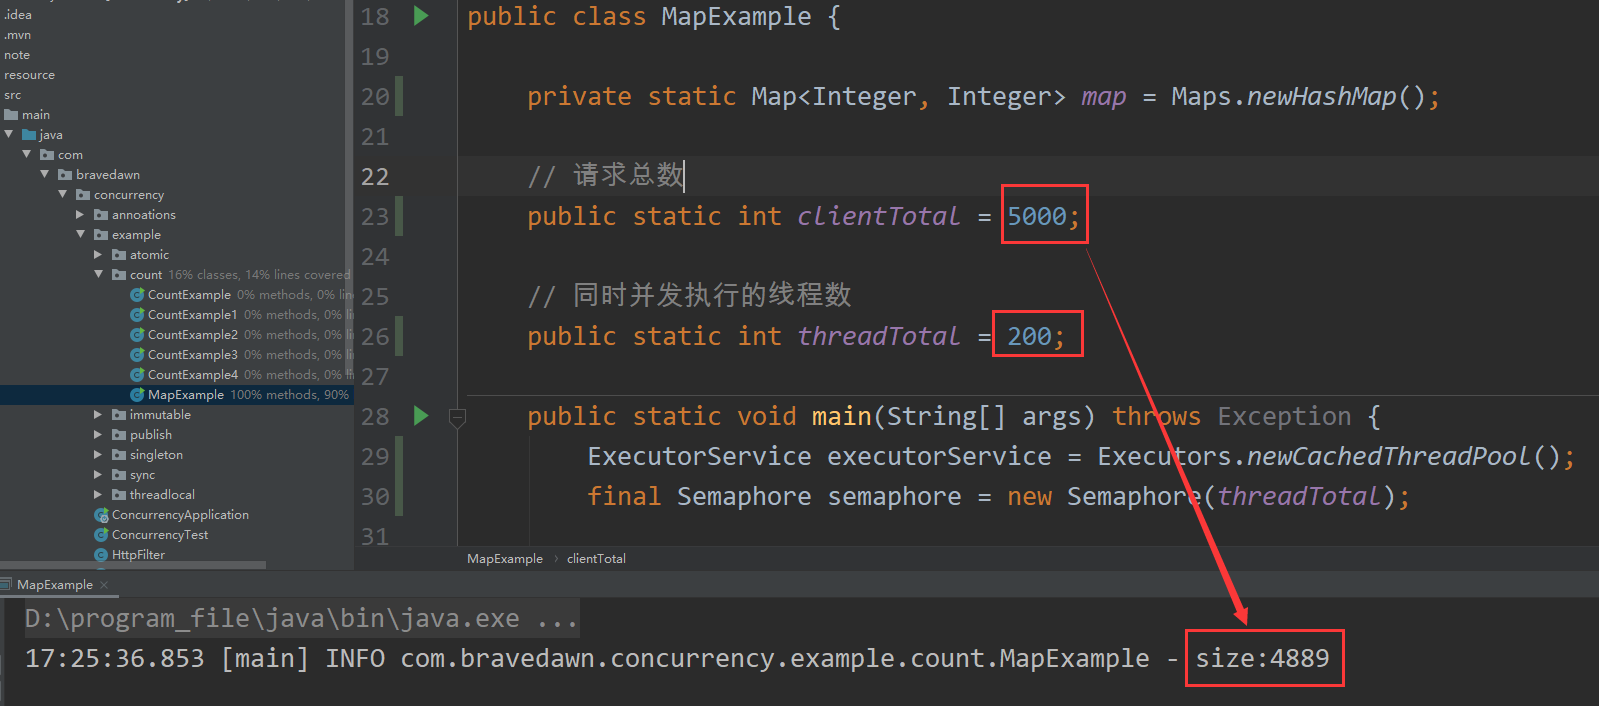 .idea
.mvn
note
resource
src
main
java
com
bravedawn
concurrency
annoations
example
atomic
count 16% classes, 14% lines covered
CountExample 0% methods, 0% lin
CountExample1 0% methods, 0% l
CountExample2 0% methods, 0% l
CountExample3 0% methods, 0% l
CountExample4 0% methods, 0% l
MapExample 100% methods, 90%
immutable
publish
singleton
sync
threadlocal
ConcurrencyApplication
ConcurrencyTest
HttpFilter
18 public class MapExample {
19
20 private static Map<Integer, Integer> map = Maps.newHashMap();
21
22 // 请求总数
23 public static int clientTotal = 5000;
24
25 // 同时并发执行的线程数
26 public static int threadTotal = 200;
27
28 public static void main(String[] args) throws Exception {
29 ExecutorService executorService = Executors.newCachedThreadPool();
30 final Semaphore semaphore = new Semaphore(threadTotal);
31
MapExample › clientTotal
MapExample ×
D:\program_file\java\bin\java.exe ...
17:25:36.853 [main] INFO com.bravedawn.concurrency.example.count.MapExample - size:4889